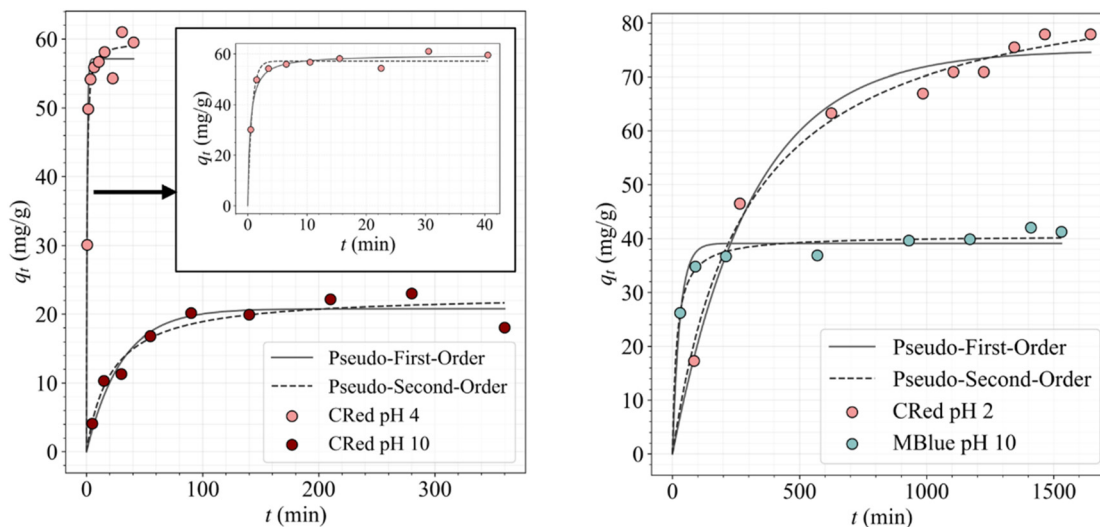 60
50
40
30
20
10
0
q_t (mg/g)
0
100
200
300
t (min)
60
40
20
0
q_t (mg/g)
0
10
20
30
40
t (min)
Pseudo-First-Order
Pseudo-Second-Order
CRed pH 4
CRed pH 10
80
70
60
50
40
30
20
10
0
q_t (mg/g)
0
500
1000
1500
t (min)
Pseudo-First-Order
Pseudo-Second-Order
CRed pH 2
MBlue pH 10